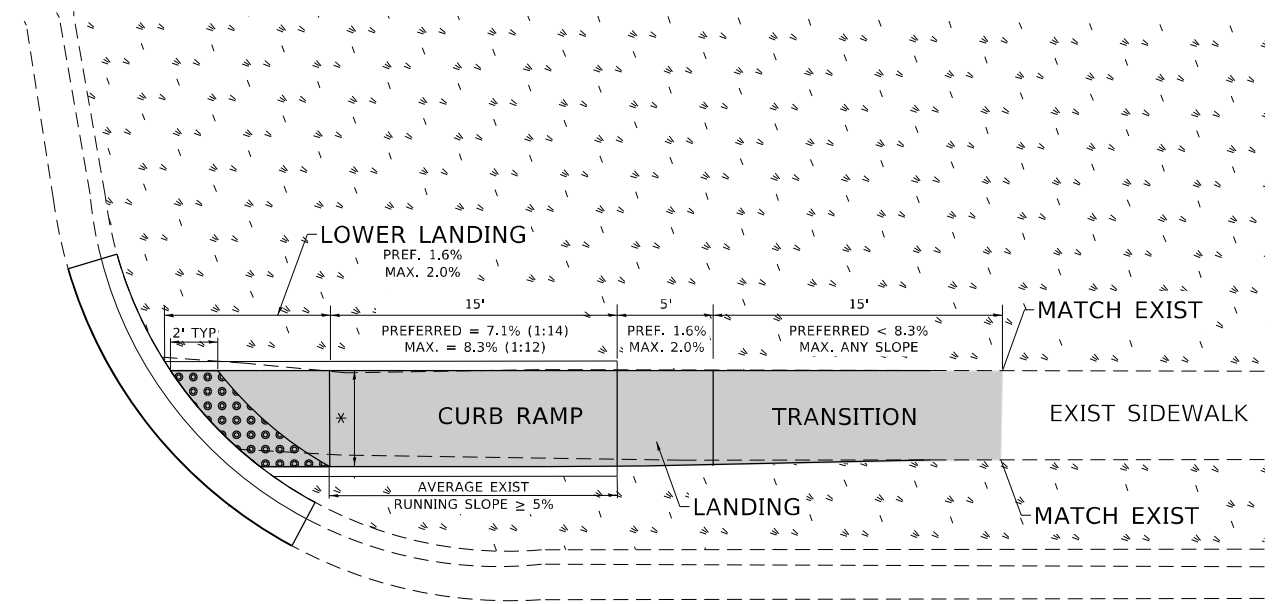 LOWER LANDING
PREF. 1.6%
MAX. 2.0%
2' TYP
15'
PREFERRED = 7.1% (1:14)
MAX. = 8.3% (1:12)
5'
PREF. 1.6%
MAX. 2.0%
15'
PREFERRED < 8.3%
MAX. ANY SLOPE
MATCH EXIST
*
CURB RAMP
TRANSITION
EXIST SIDEWALK
AVERAGE EXIST
RUNNING SLOPE ≥ 5%
LANDING
MATCH EXIST